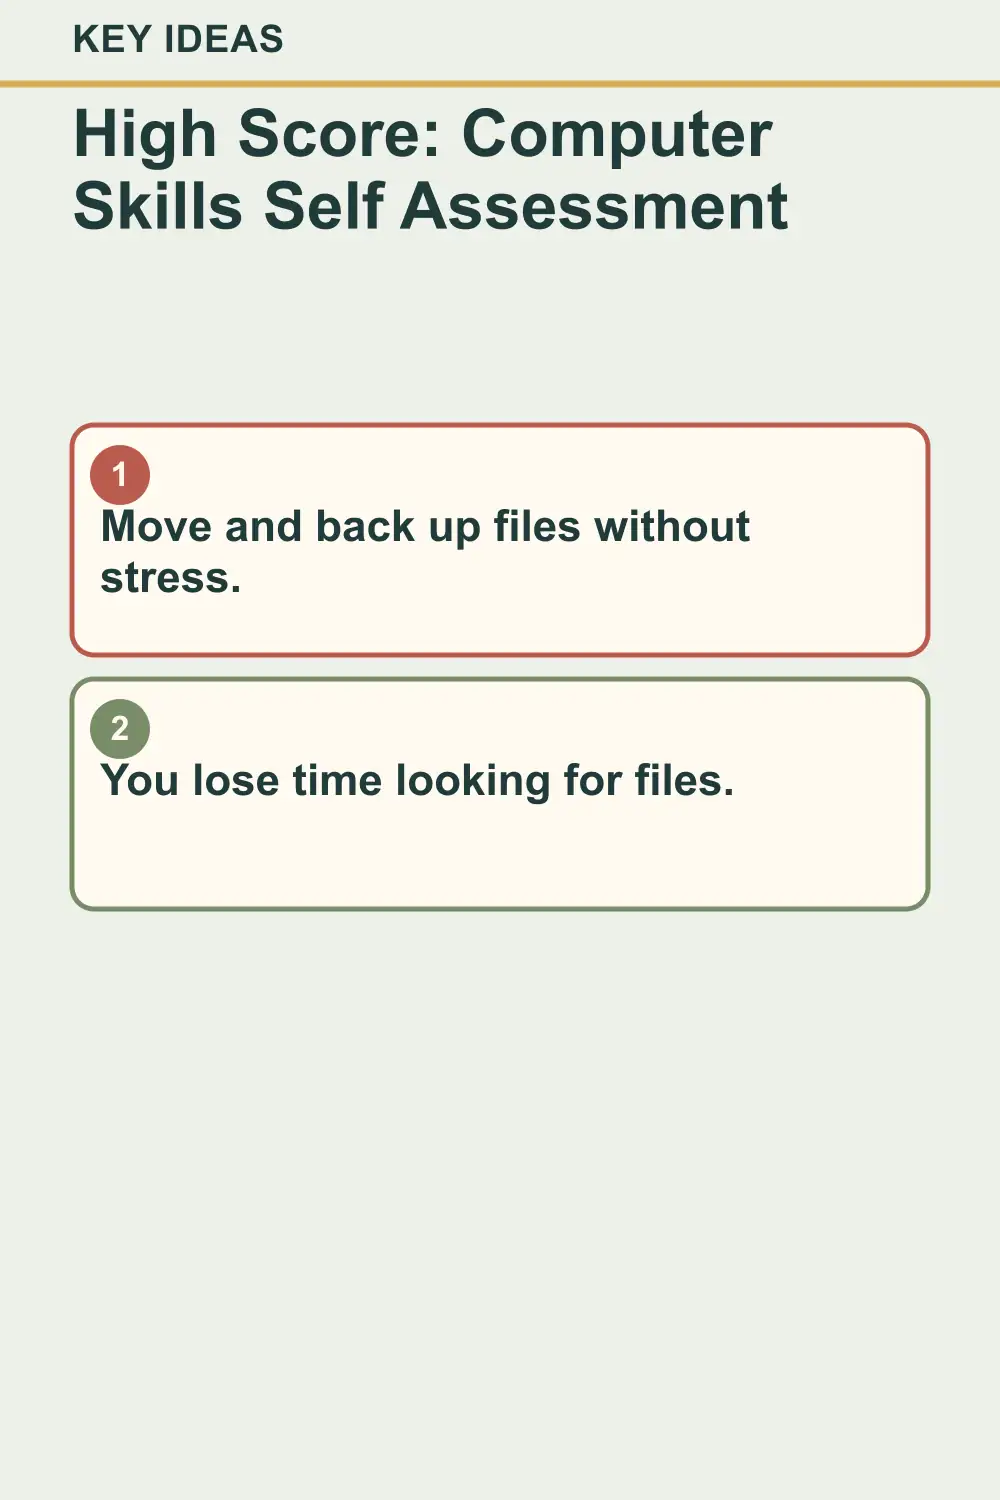 KEY IDEAS
High Score: Computer
Skills Self Assessment
1
Move and back up files without
stress.
2
You lose time looking for files.